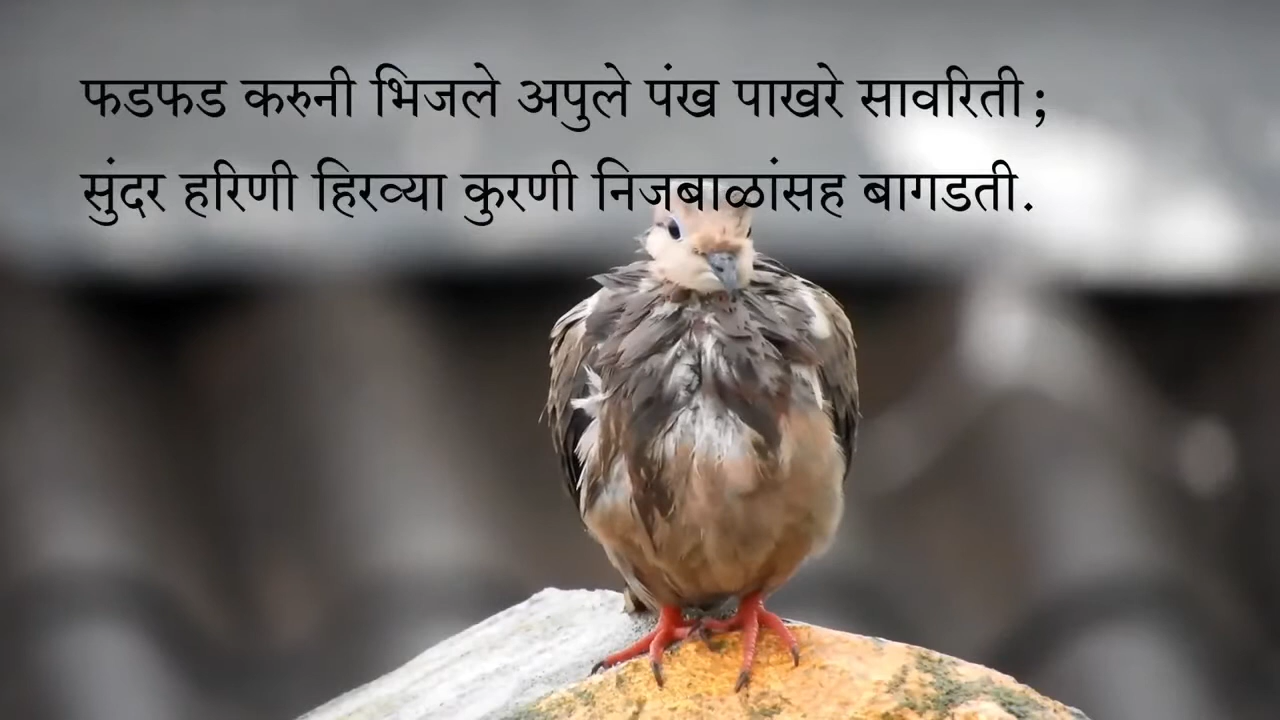 फडफड करुनी भिजले अपुले पंख पाखरे सावरिती;
सुंदर हरिणी हिरव्या कुरणी निजबाळांसह बागडती.